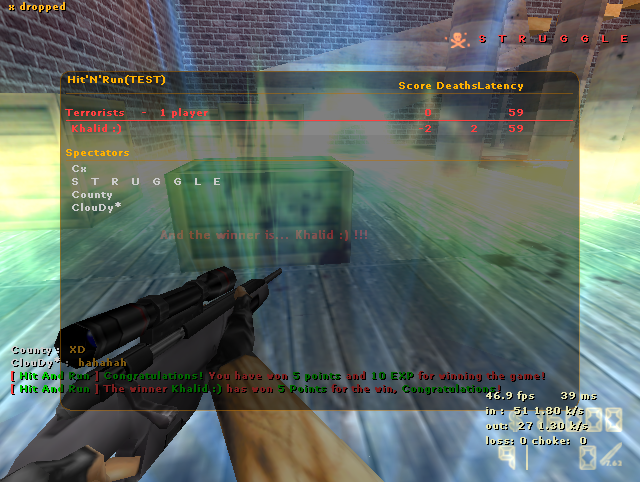 x dropped
S T R U G G L E
Hit'N'Run(TEST)
Score Deaths Latency
Terrorists - 1 player 0 59
Khalid :) -2 2 59
Spectators
Cx
S T R U G G L E
County
ClouDy*
And the winner is... Khalid :) !!!
County : XD
ClouDy* : hahahah
[ Hit And Run ] Congratulations! You have won 5 points and 10 EXP for winning the game!
[ Hit And Run ] The winner Khalid :) has won 5 Points for the win, Congratulations!
46.9 fps 39 ms
in : 51 1.80 k/s
out: 27 1.30 k/s
loss: 0 choke: 0